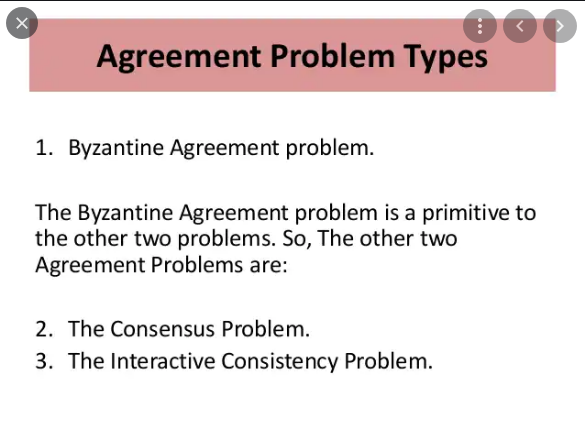 Agreement Problem Types
1. Byzantine Agreement problem.
The Byzantine Agreement problem is a primitive to
the other two problems. So, The other two
Agreement Problems are:
2. The Consensus Problem.
3. The Interactive Consistency Problem.